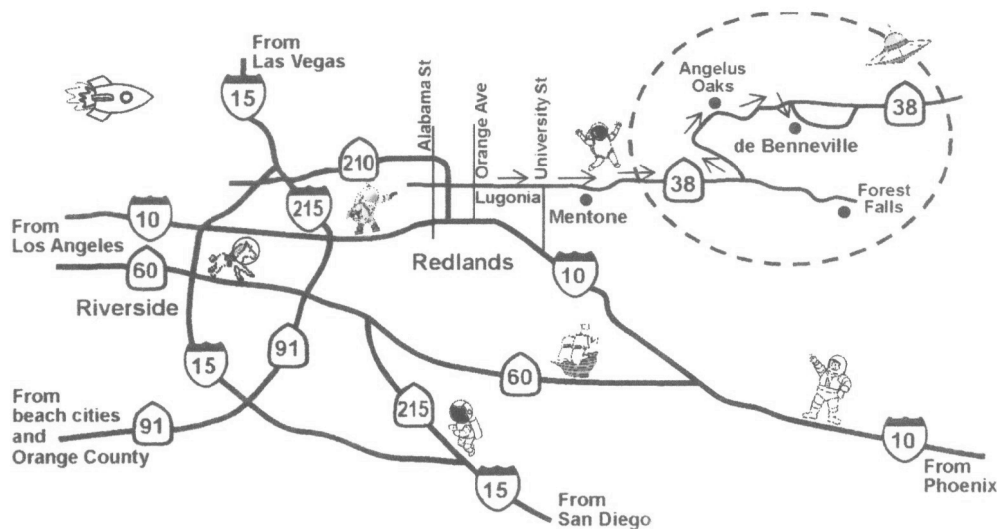 From
Las Vegas
15
Alabama St
Orange Ave
University St
Angelus
Oaks
38
de Benneville
210
215
10
Lugonia
38
Mentone
Forest
Falls
From
Los Angeles
60
Redlands
10
Riverside
91
15
60
From
beach cities
and
Orange County
91
215
10
From
Phoenix
15
From
San Diego